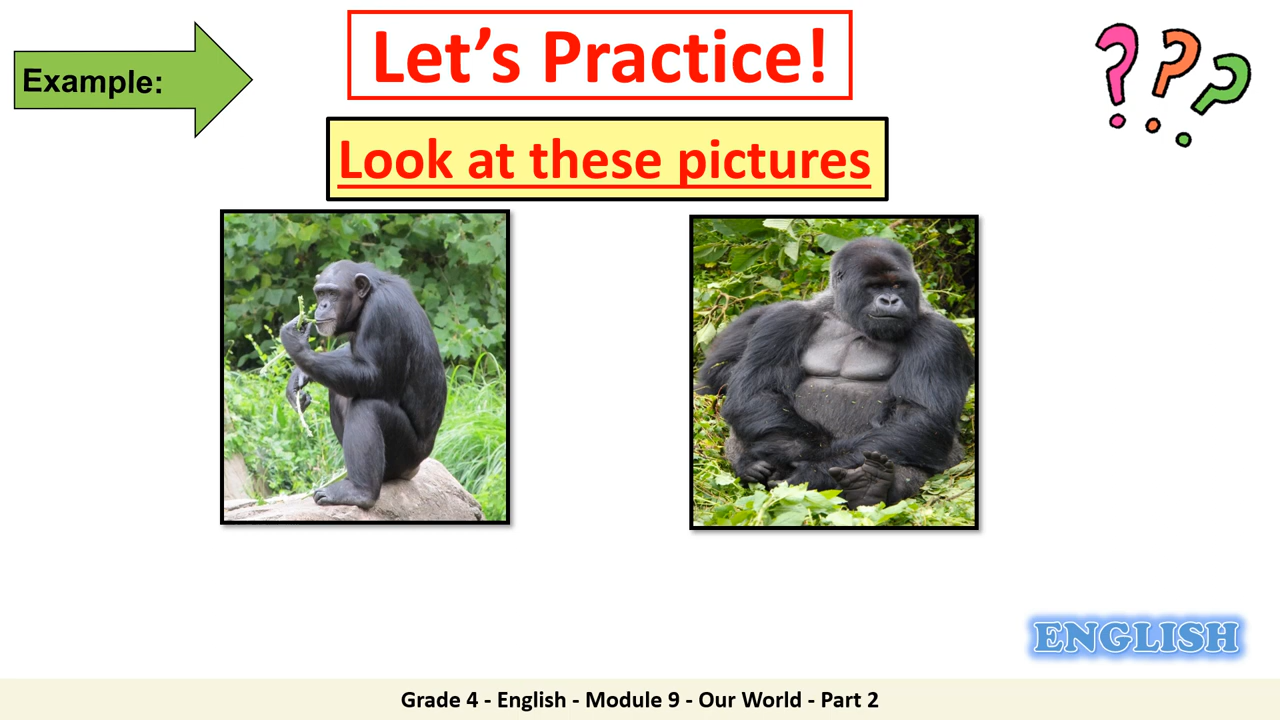 Let's Practice!
Example:
Look at these pictures
ENGLISH
Grade 4 - English - Module 9 - Our World - Part 2